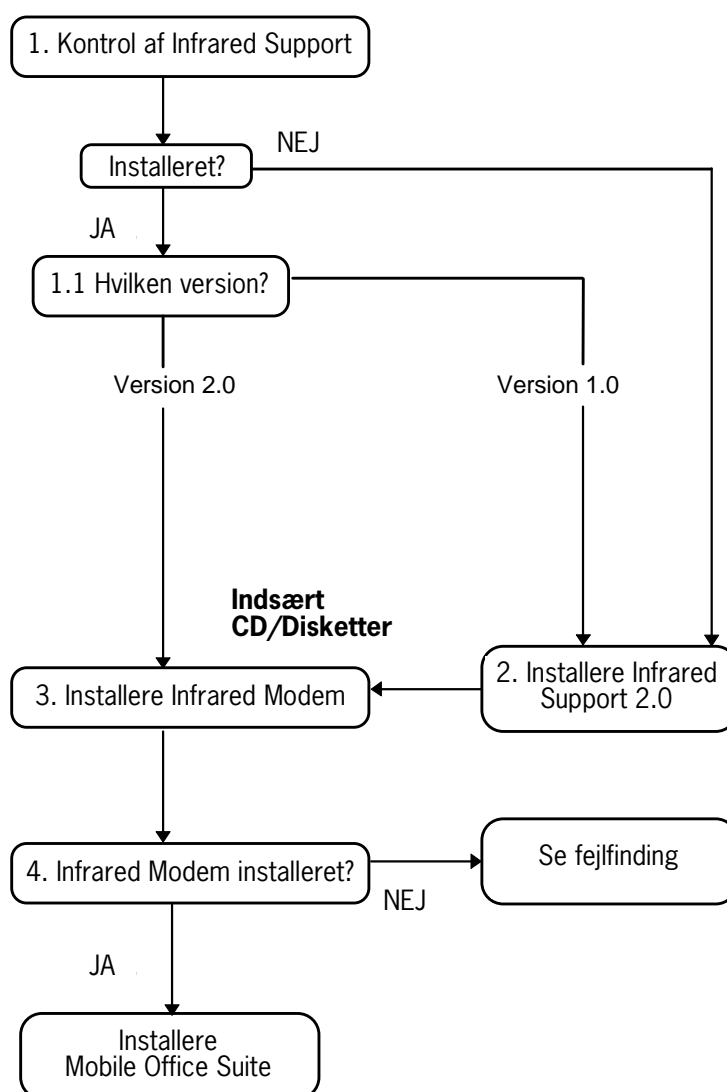 1. Kontrol af Infrared Support
NEJ
Installeret?
JA
1.1 Hvilken version?
Version 2.0
Version 1.0
Indsært
CD/Disketter
3. Installere Infrared Modem
2. Installere Infrared
Support 2.0
4. Infrared Modem installeret?
Se fejlfinding
NEJ
JA
Installere
Mobile Office Suite